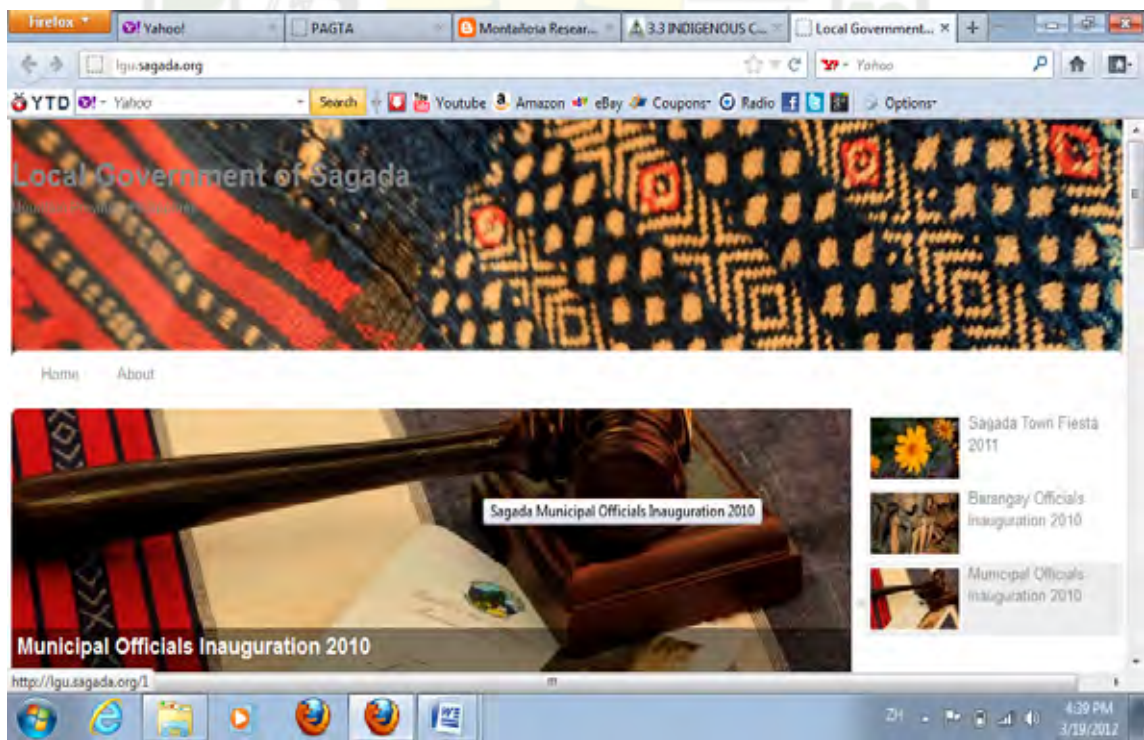 Firefox
Yahoo!
PAGTA
Montañosa Resear...
3.3 INDIGENOUS C...
Local Government...
lgu.sagada.org
Yahoo
YTD
Yahoo
Search
Youtube
Amazon
eBay
Coupons
Radio
Options
Local Government of Sagada
Home
About
Sagada Town Fiesta
2011
Barangay Officials
Inauguration 2010
Municipal Officials
Inauguration 2010
Sagada Municipal Officials Inauguration 2010
Municipal Officials Inauguration 2010
http://lgu.sagada.org/1
ZH
4:39 PM
3/19/2012